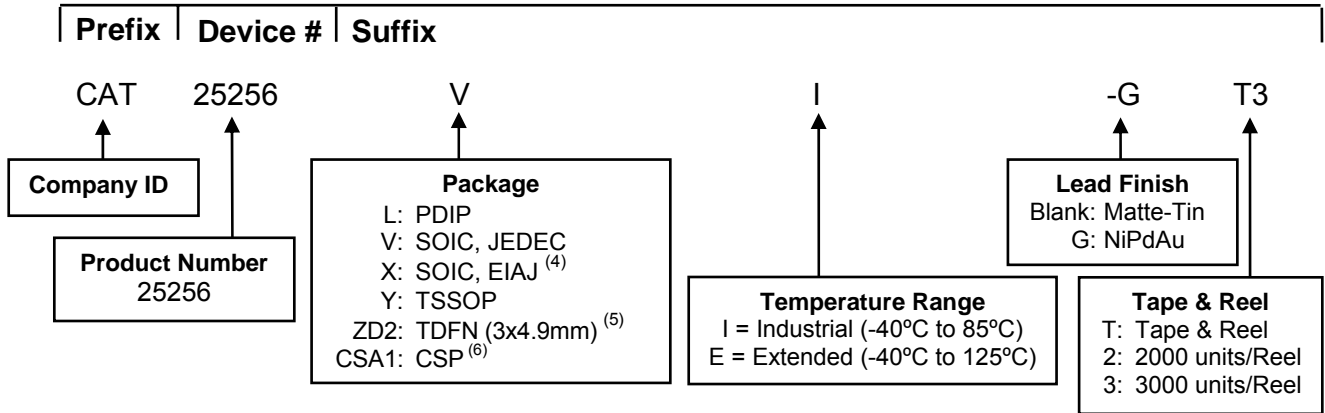 Prefix Device # Suffix
CAT 25256 V I -G T3
Company ID
Product Number
25256
Package
L: PDIP
V: SOIC, JEDEC
X: SOIC, EIAJ (4)
Y: TSSOP
ZD2: TDFN (3x4.9mm) (5)
CSA1: CSP (6)
Temperature Range
I = Industrial (-40ºC to 85ºC)
E = Extended (-40ºC to 125ºC)
Lead Finish
Blank: Matte-Tin
G: NiPdAu
Tape & Reel
T: Tape & Reel
2: 2000 units/Reel
3: 3000 units/Reel